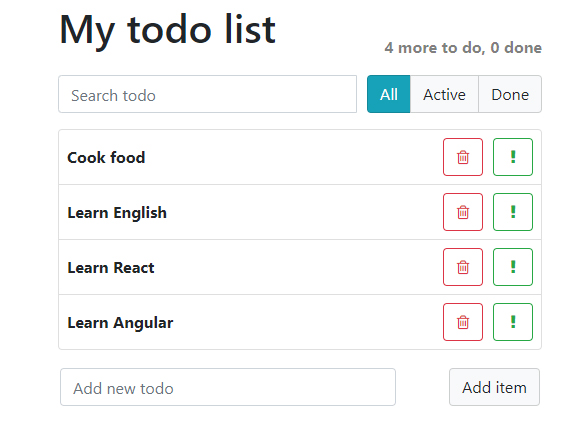 My todo list
4 more to do, 0 done
Search todo
All Active Done
Cook food
Learn English
Learn React
Learn Angular
Add new todo
Add item